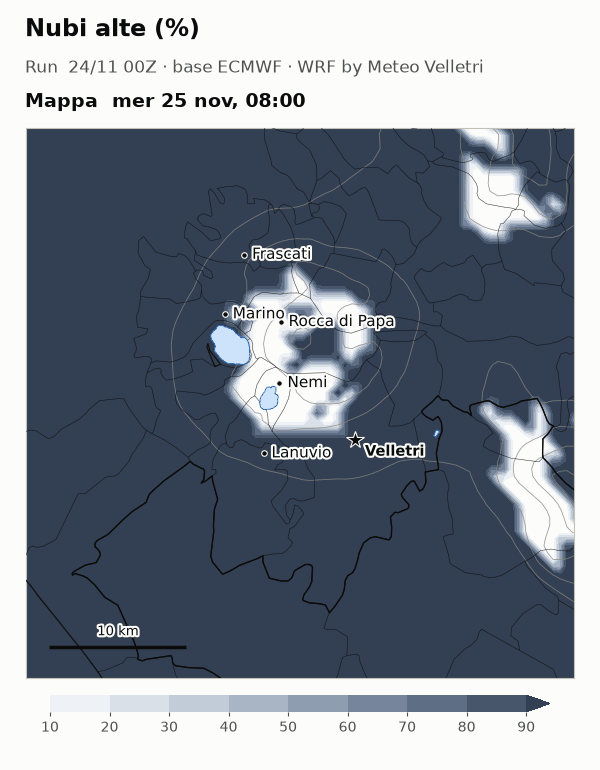 Nubi alte (%)
Run 24/11 00Z · base ECMWF · WRF by Meteo Velletri
Mappa mer 25 nov, 08:00
Frascati
Marino
Rocca di Papa
Nemi
Velletri
Lanuvio
10 km
10 20 30 40 50 60 70 80 90